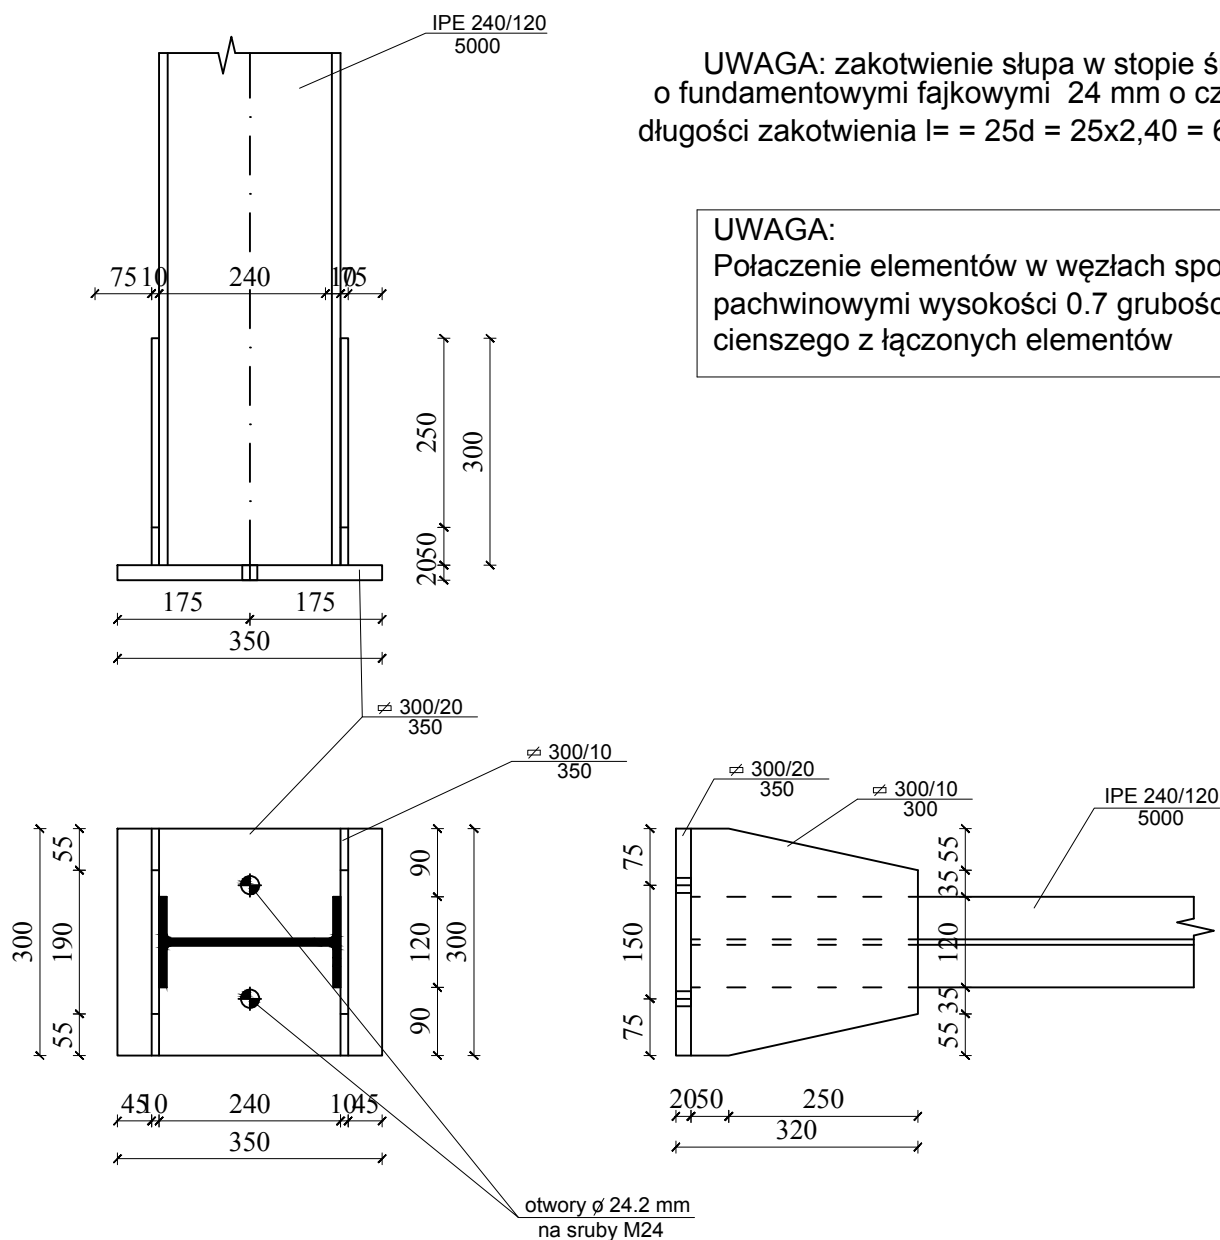 IPE 240/120
5000
UWAGA: zakotwienie słupa w stopie ś
o fundamentowymi fajkowymi 24 mm o cz
długości zakotwienia l= = 25d = 25x2,40 = 6
UWAGA:
Połaczenie elementów w węzłach spo
pachwinowymi wysokości 0.7 grubośc
cienszego z łączonych elementów
75 10 240 10 75
250
300
50
20
175 175
350
300/20
350
300/10
350
300/20
350
300/10
300
IPE 240/120
5000
55
190
55
300
90
120
90
300
45 10 240 10 45
350
75
150
75
55
35
120
35
55
20 50 250
320
otwory ø 24.2 mm
na sruby M24